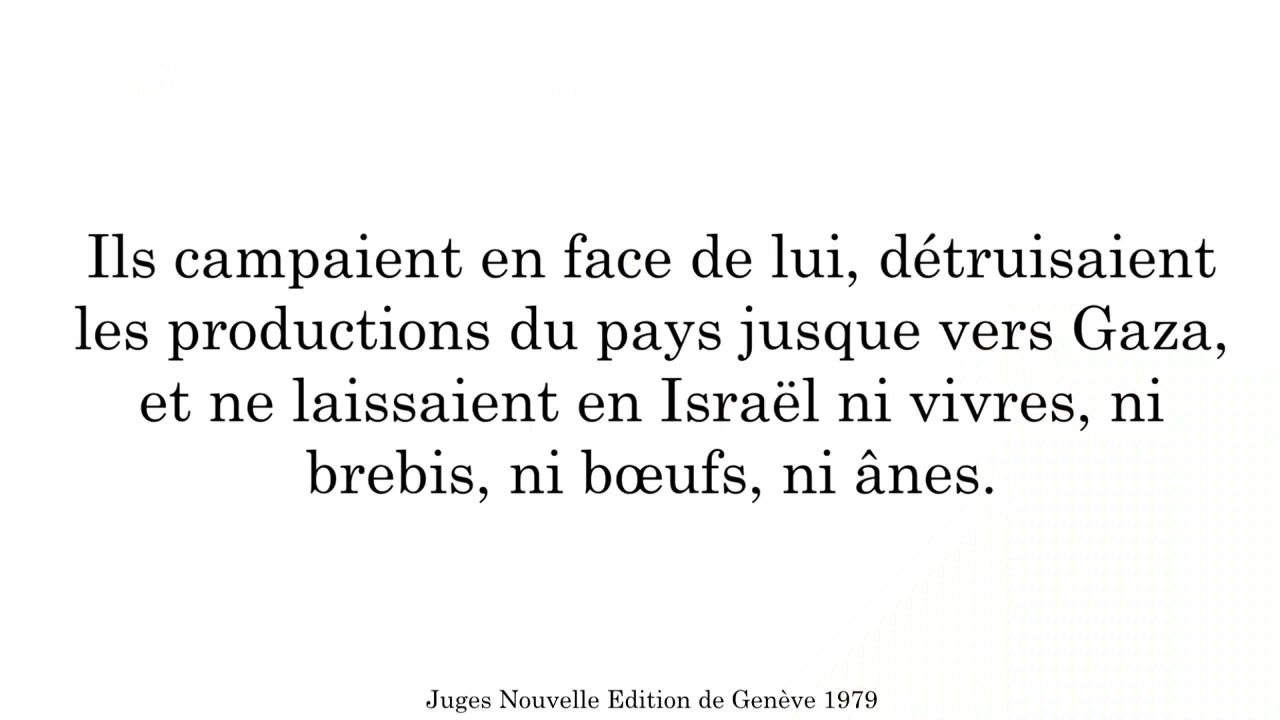 Ils campaient en face de lui, détruisaient
les productions du pays jusque vers Gaza,
et ne laissaient en Israël ni vivres, ni
brebis, ni bœufs, ni ânes.
Juges Nouvelle Edition de Genève 1979